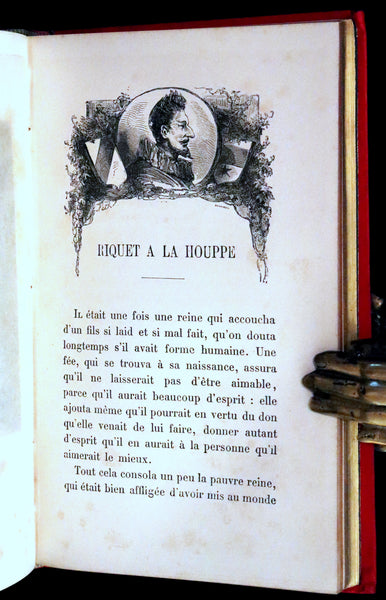 RIQUET A LA HOUPPE
IL était une fois une reine qui accoucha
d'un fils si laid et si mal fait, qu'on douta
longtemps s'il avait forme humaine. Une
fée, qui se trouva à sa naissance, assura
qu'il ne laisserait pas d'être aimable,
parce qu'il aurait beaucoup d'esprit : elle
ajouta même qu'il pourrait en vertu du don
qu'elle venait de lui faire, donner autant
d'esprit qu'il en aurait à la personne qu'il
aimerait le mieux.
Tout cela consola un peu la pauvre reine,
qui était bien affligée d'avoir mis au monde